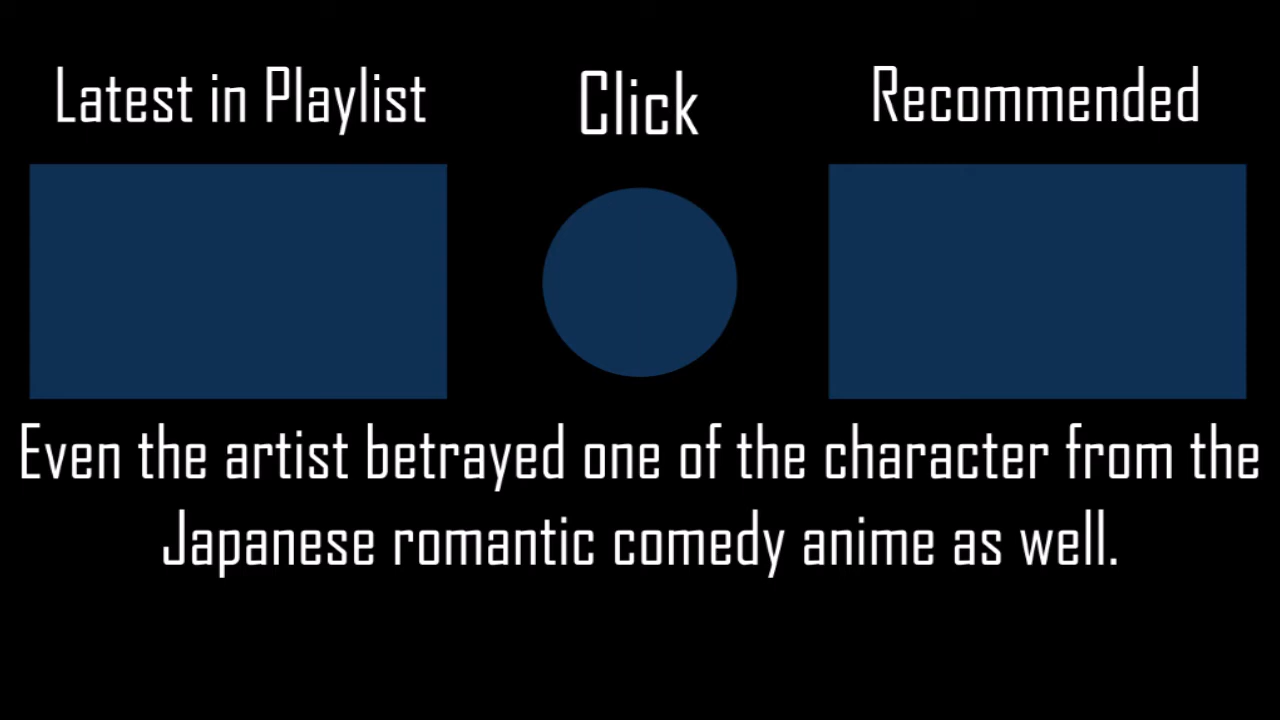 Latest in Playlist
Click
Recommended
Even the artist betrayed one of the character from the
Japanese romantic comedy anime as well.